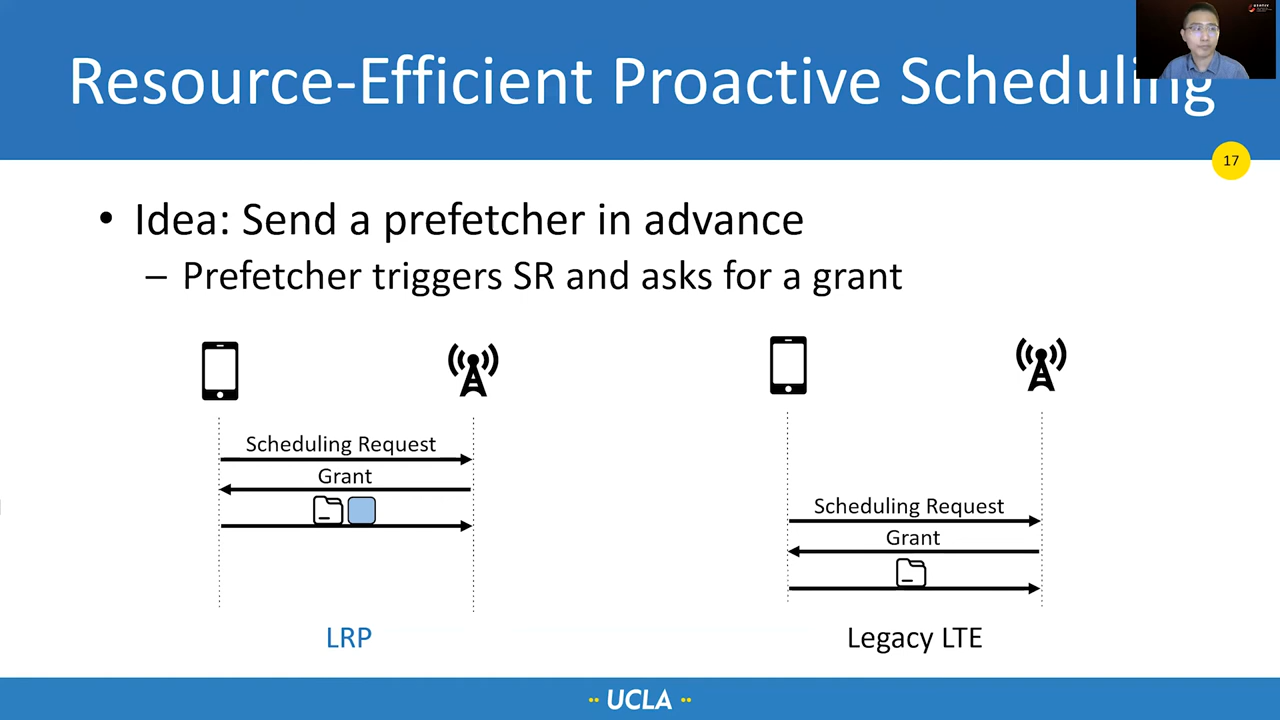 Resource-Efficient Proactive Scheduling
17
• Idea: Send a prefetcher in advance
– Prefetcher triggers SR and asks for a grant
Scheduling Request
Grant
LRP
Scheduling Request
Grant
Legacy LTE
UCLA